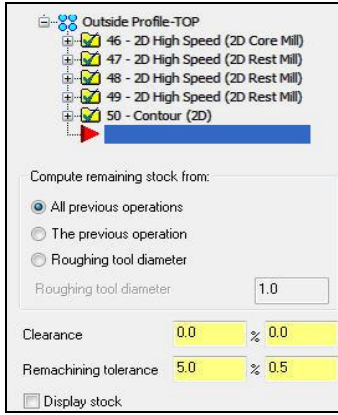 Outside Profile-TOP
46 - 2D High Speed (2D Core Mill)
47 - 2D High Speed (2D Rest Mill)
48 - 2D High Speed (2D Rest Mill)
49 - 2D High Speed (2D Rest Mill)
50 - Contour (2D)
Compute remaining stock from:
All previous operations
The previous operation
Roughing tool diameter
Roughing tool diameter 1.0
Clearance 0.0 % 0.0
Remachining tolerance 5.0 % 0.5
Display stock